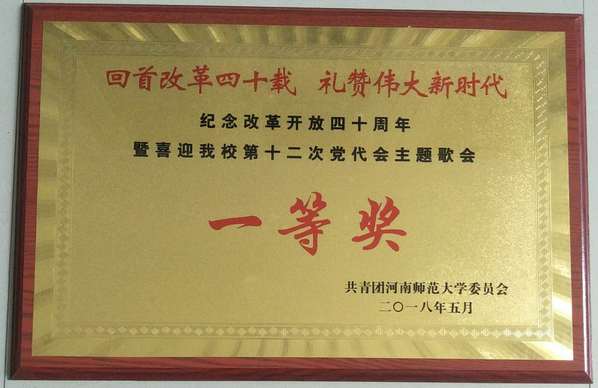 回首改革四十载 礼赞伟大新时代
纪念改革开放四十周年
暨喜迎我校第十二次党代会主题歌会
一等奖
共青团河南师范大学委员会
二〇一八年五月